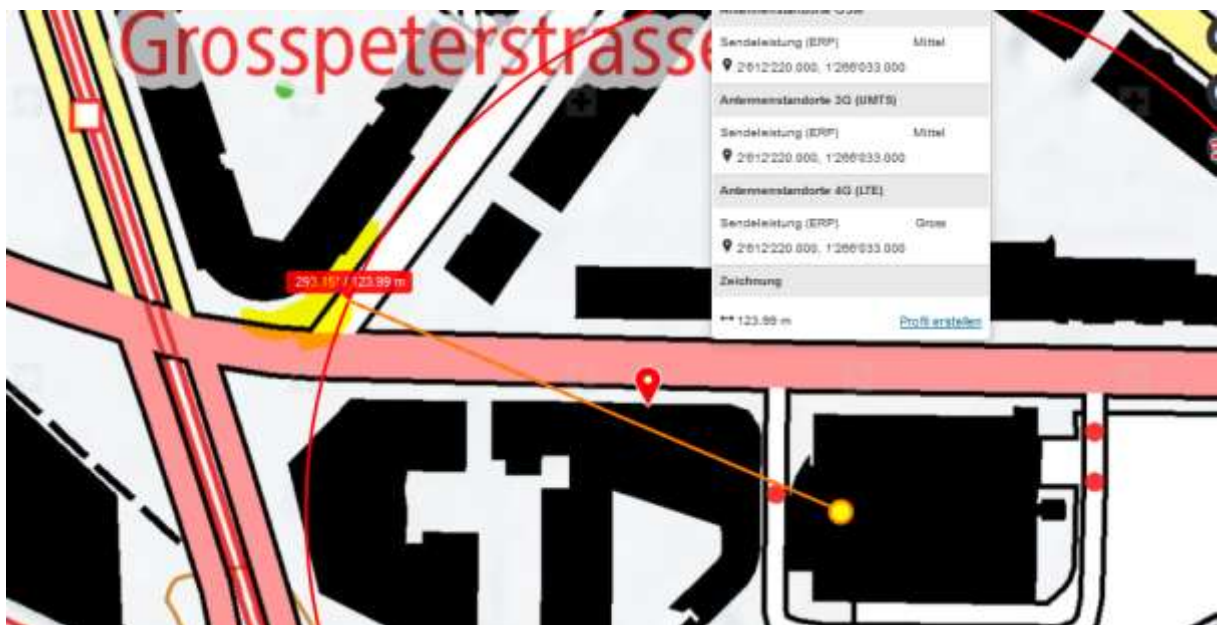 Grosspeterstrasse
Antennenstandorte GSM
Sendeleistung (ERP) Mittel
2'612'220.000, 1'266'033.000
Antennenstandorte 3G (UMTS)
Sendeleistung (ERP) Mittel
2'612'220.000, 1'266'033.000
Antennenstandorte 4G (LTE)
Sendeleistung (ERP) Gross
2'612'220.000, 1'266'033.000
Zeichnung
123.99 m Profil erstellen
/ 123.99 m